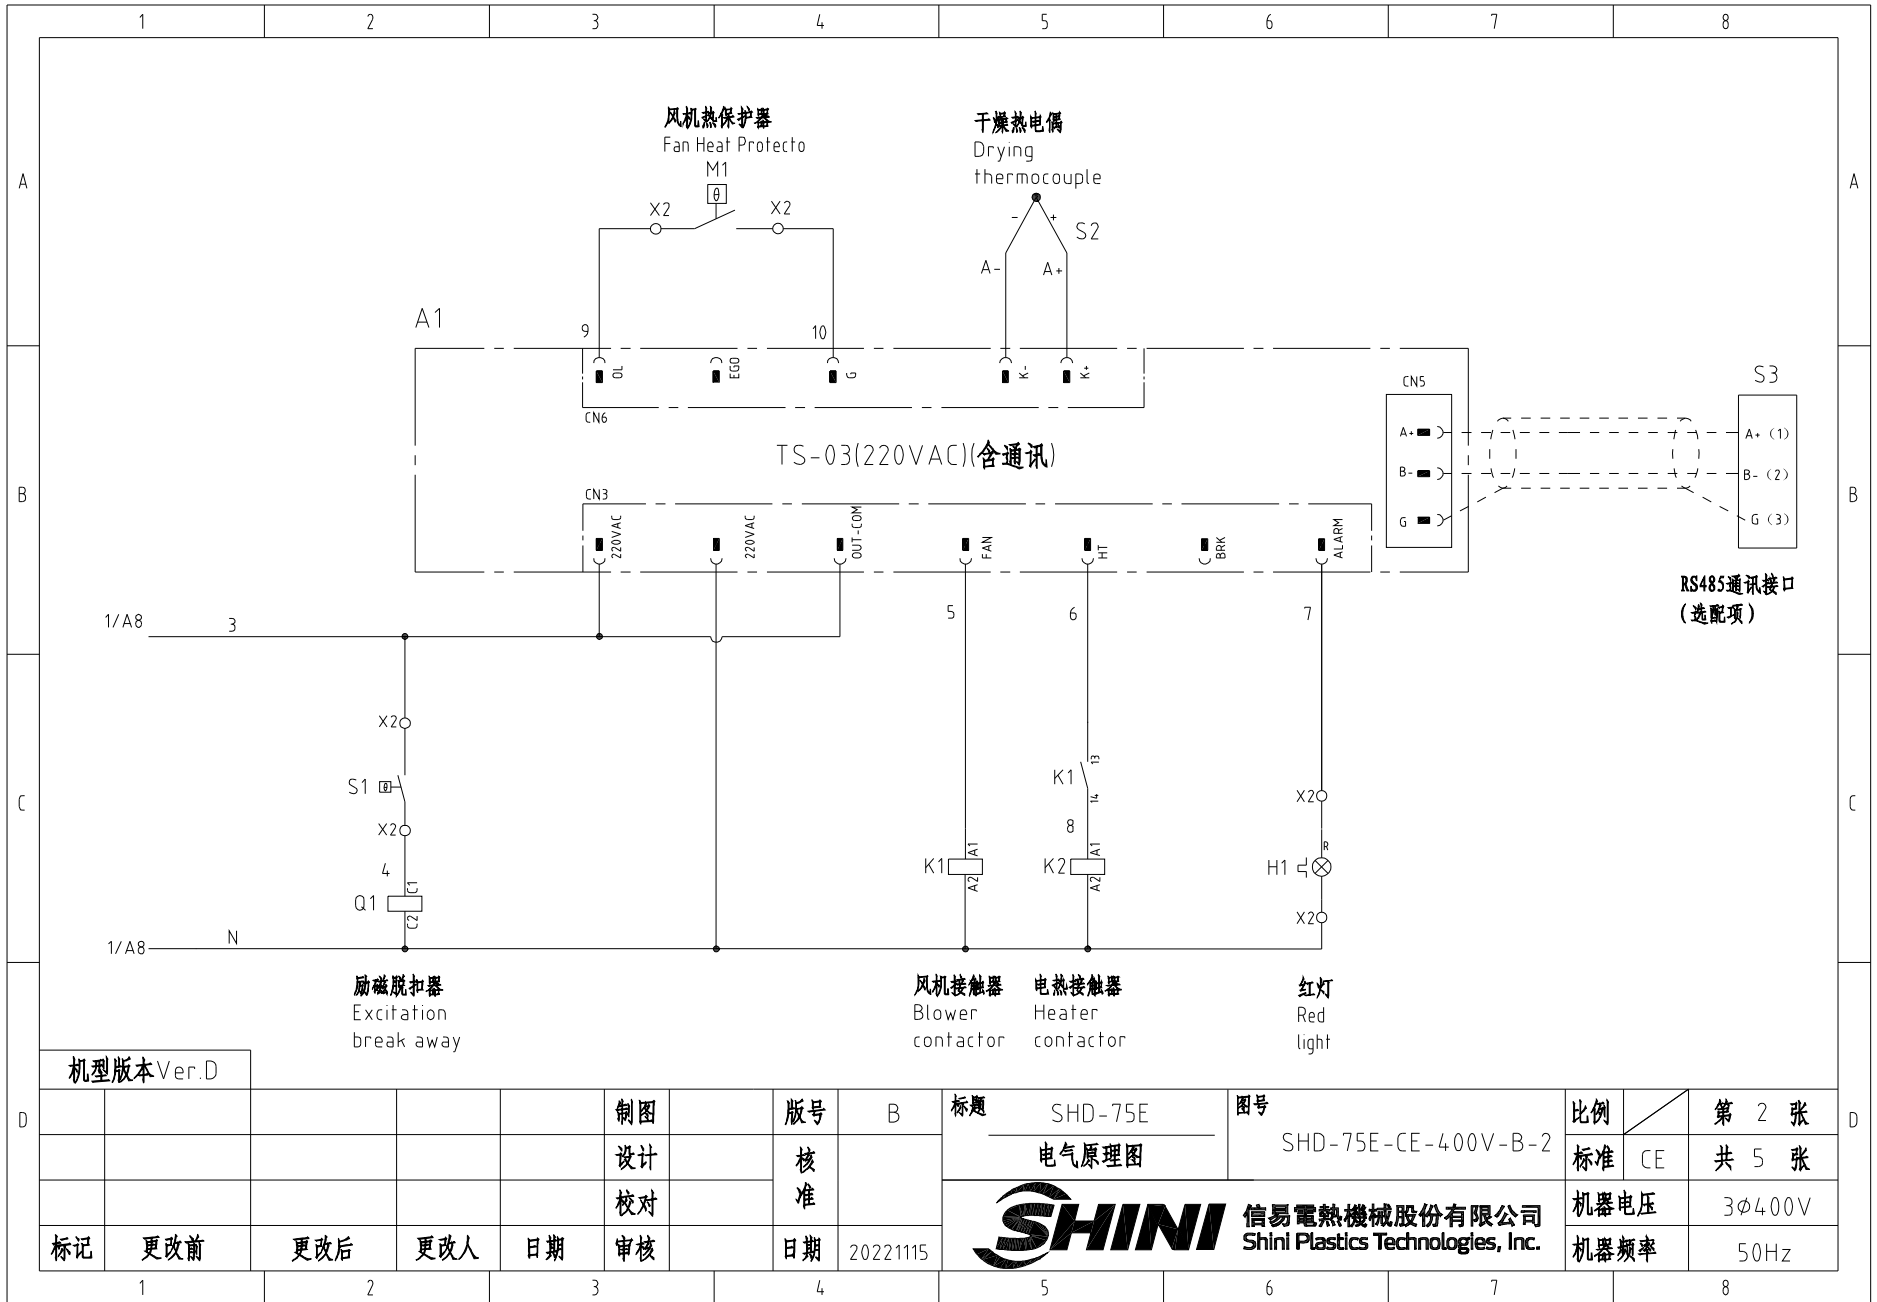 1 2 3 4 5 6 7 8
A A
B B
C C
D D
风机热保护器
Fan Heat Protecto
M1
θ
X2 X2
干燥热电偶
Drying
thermocouple
- +
S2
A- A+
A1
9 10
OL EGO G K- K+
CN6
TS-03(220VAC)(含通讯)
CN3
220VAC 220VAC OUT-COM FAN HT BRK ALARM
CN5
A+
B-
G
S3
A+ (1)
B- (2)
G (3)
RS485通讯接口
(选配项)
1/A8 3
5 6 7
X2
S1 θ
X2
4
Q1 C1 C2
K1 13 14
8
K1 A1 A2
K2 A1 A2
X2
R
H1
X2
1/A8 N
励磁脱扣器
Excitation
break away
风机接触器
Blower
contactor
电热接触器
Heater
contactor
红灯
Red
light
机型版本Ver.D
制图 版号 B
设计 核准
校对
标记 更改前 更改后 更改人 日期 审核 日期 20221115
标题 SHD-75E
电气原理图
图号 SHD-75E-CE-400V-B-2
比例 第 2 张
标准 CE 共 5 张
机器电压 3Φ400V
机器频率 50Hz
SHINI
信易電熱機械股份有限公司
Shini Plastics Technologies, Inc.
1 2 3 4 5 6 7 8